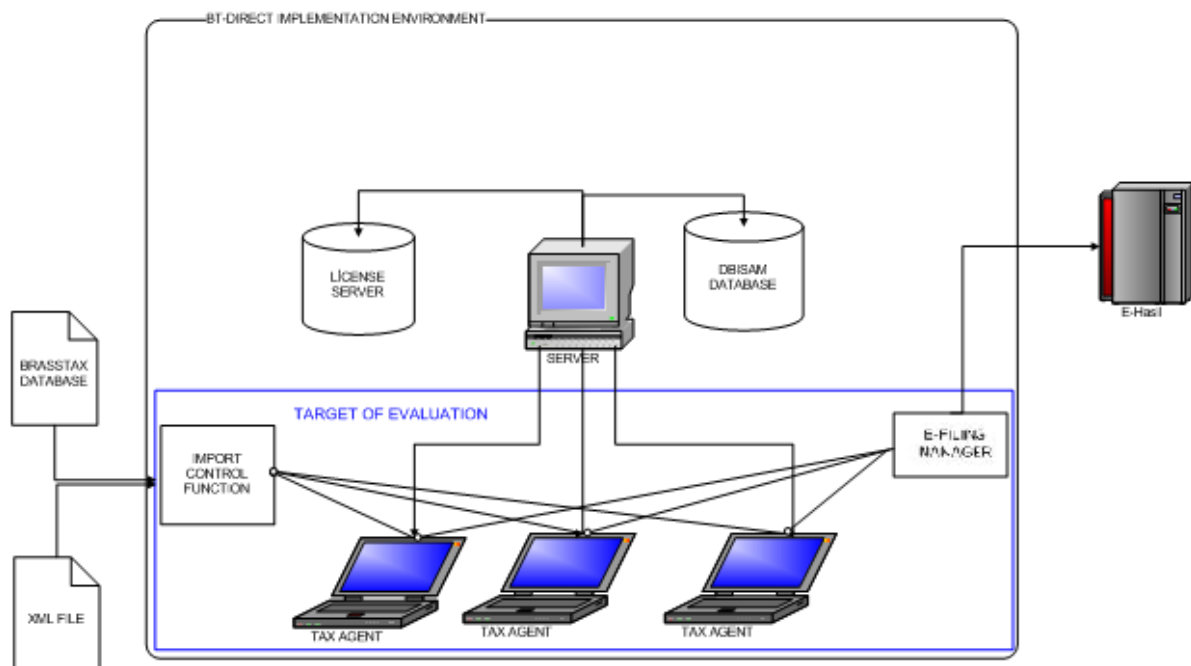 BT-DIRECT IMPLEMENTATION ENVIRONMENT
LICENSE
SERVER
DBISAM
DATABASE
E-Hasil
SERVER
BRASSTAX
DATABASE
TARGET OF EVALUATION
IMPORT
CONTROL
FUNCTION
E-FILING
MANAGER
XML FILE
TAX AGENT
TAX AGENT
TAX AGENT